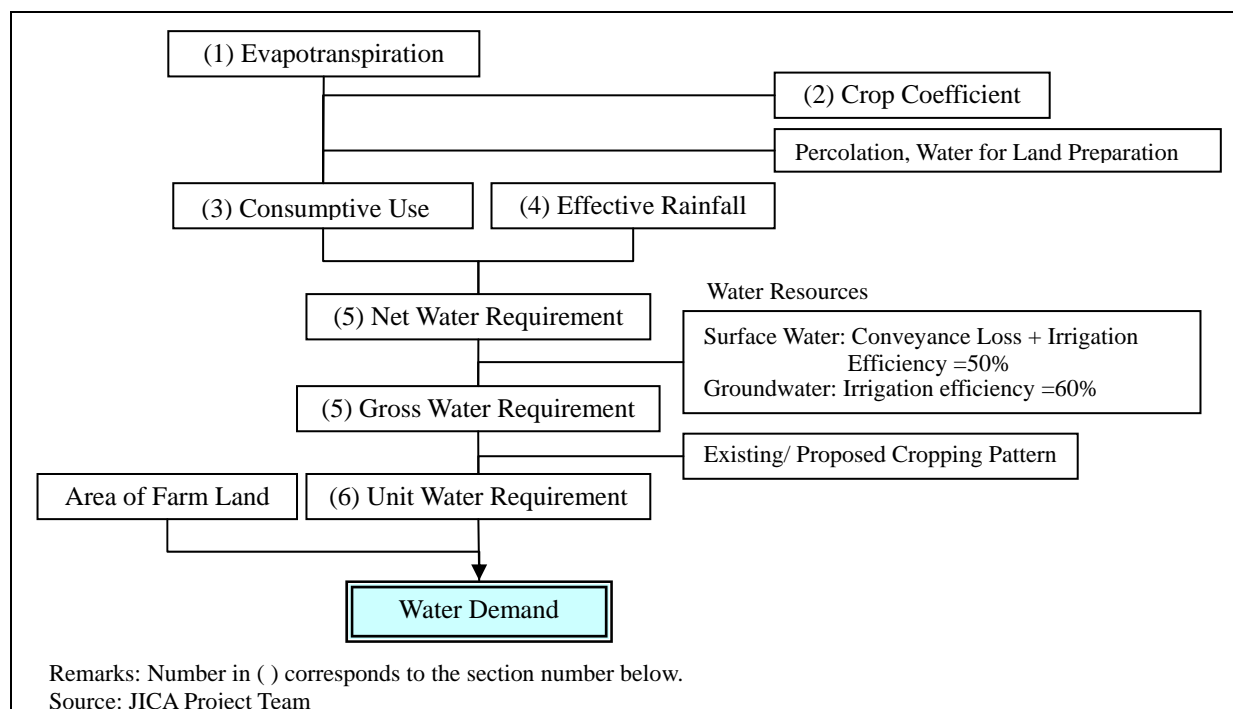 (1) Evapotranspiration
(2) Crop Coefficient
Percolation, Water for Land Preparation
(3) Consumptive Use
(4) Effective Rainfall
Water Resources
(5) Net Water Requirement
Surface Water: Conveyance Loss + Irrigation
Efficiency =50%
Groundwater: Irrigation efficiency =60%
(5) Gross Water Requirement
Existing/ Proposed Cropping Pattern
Area of Farm Land
(6) Unit Water Requirement
Water Demand
Remarks: Number in ( ) corresponds to the section number below.
Source: JICA Project Team